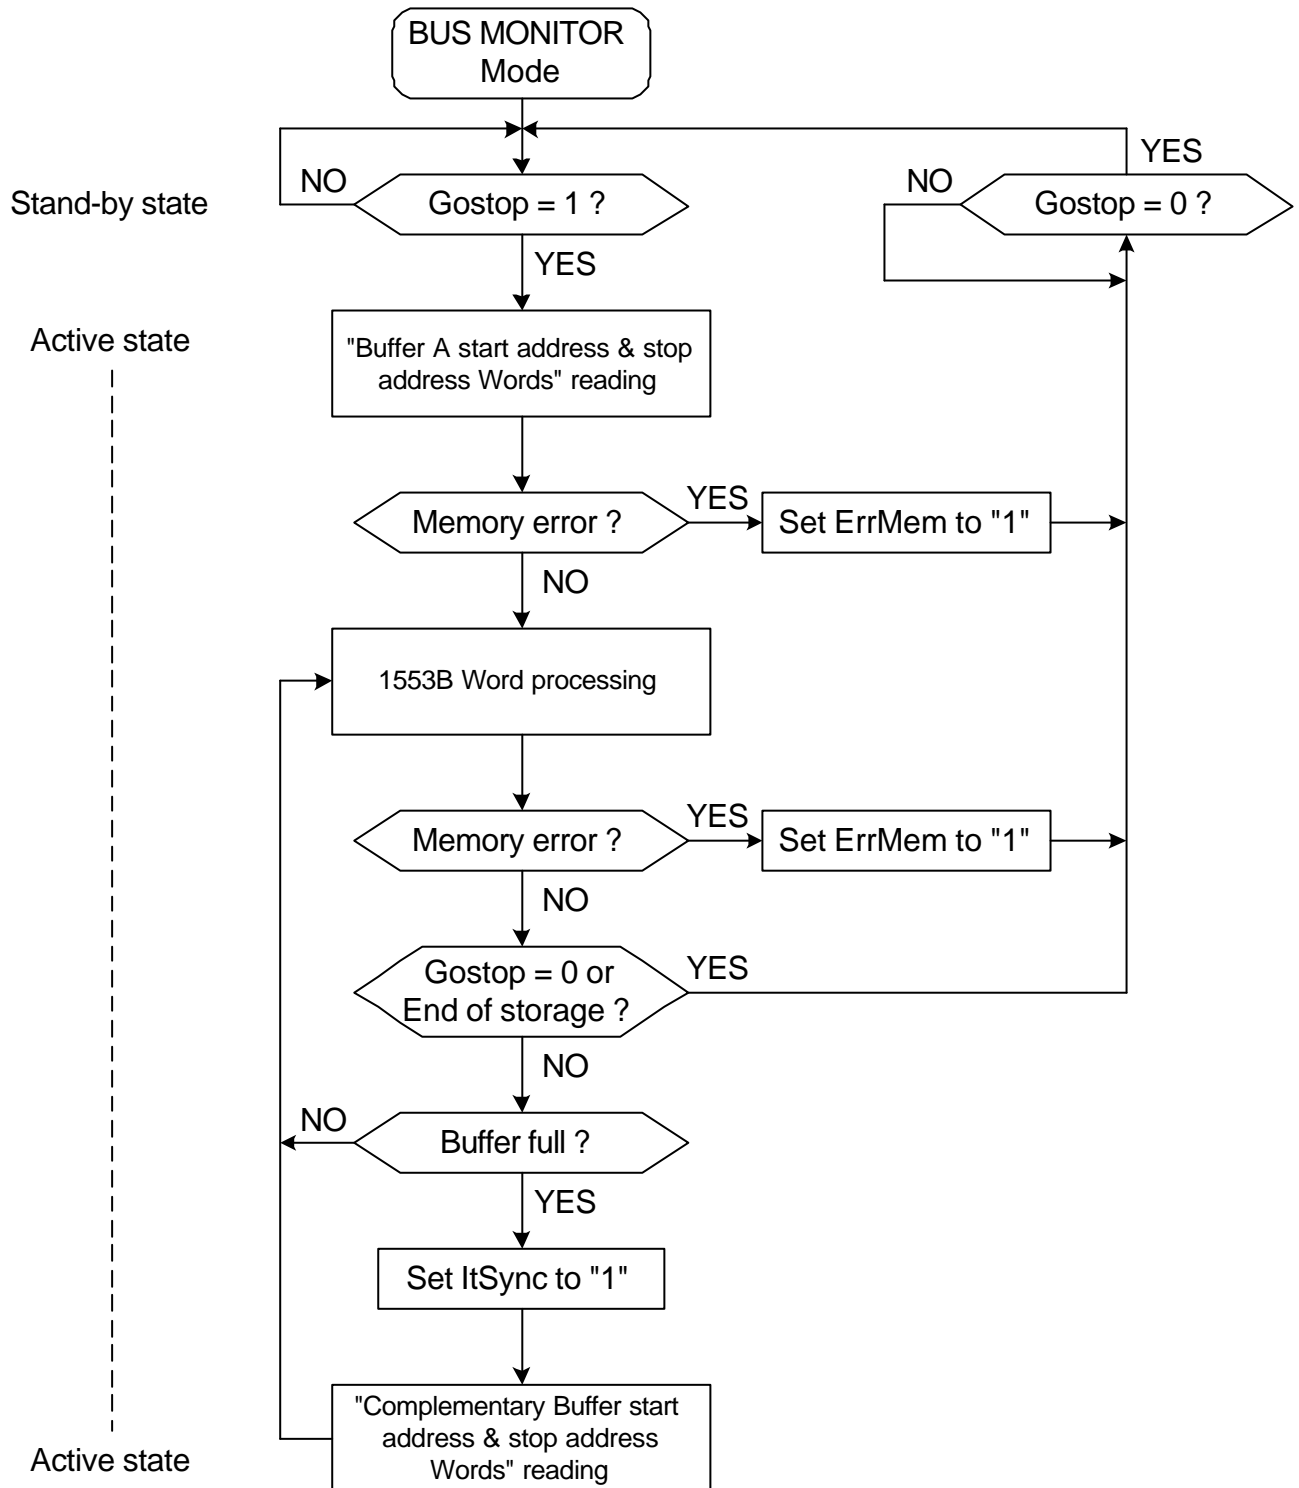 BUS MONITOR
Mode
YES
NO
NO
Stand-by state
Gostop = 1 ?
Gostop = 0 ?
YES
Active state
"Buffer A start address & stop
address Words" reading
YES
Memory error ?
Set ErrMem to "1"
NO
1553B Word processing
YES
Memory error ?
Set ErrMem to "1"
NO
Gostop = 0 or
End of storage ?
YES
NO
NO
Buffer full ?
YES
Set ItSync to "1"
"Complementary Buffer start
address & stop address
Words" reading
Active state